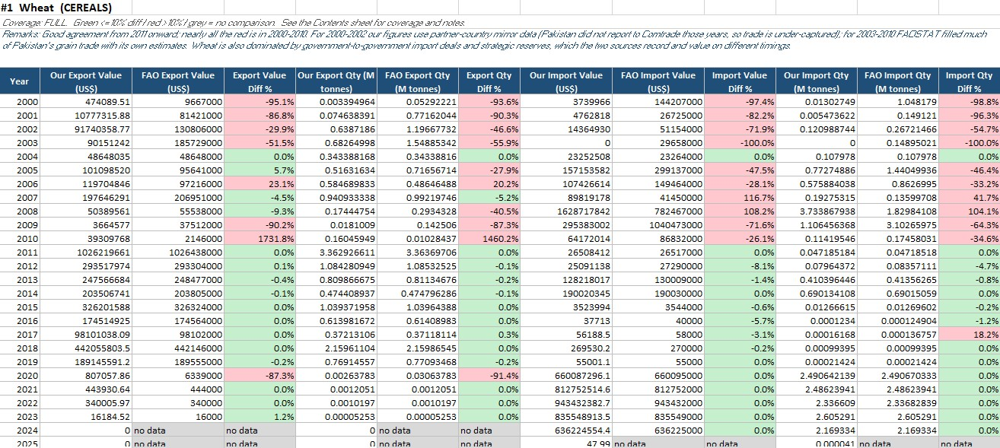 #1 Wheat (CEREALS)
Coverage: FULL. Green <= 10% diff / red > 10% / grey = no comparison. See the Contents sheet for coverage and notes.
Remarks: Good agreement from 2011 onward; nearly all the red is in 2000-2010. For 2000-2002 our figures use partner-country mirror data (Pakistan did not report to Comtrade those years, so trade is under-captured); for 2003-2010 FAOSTAT filled much
of Pakistan's grain trade with its own estimates. Wheat is also dominated by government-to-government import deals and strategic reserves, which the two sources record and value on different timings.
Year Our Export Value (US$) FAO Export Value (US$) Export Value Diff % Our Export Qty (M tonnes) FAO Export Qty (M tonnes) Export Qty Diff % Our Import Value (US$) FAO Import Value (US$) Import Value Diff % Our Import Qty (M tonnes) FAO Import Qty (M tonnes) Import Qty Diff %
2000 474089.51 9667000 -95.1% 0.003394964 0.05292221 -93.6% 3739966 144207000 -97.4% 0.01302749 1.048179 -98.8%
2001 10777315.88 81421000 -86.8% 0.074638391 0.77162044 -90.3% 4762818 26725000 -82.2% 0.005473622 0.149121 -96.3%
2002 91740358.77 130806000 -29.9% 0.6387186 1.19667732 -46.6% 14364930 51154000 -71.9% 0.120988744 0.26721466 -54.7%
2003 90151242 185729000 -51.5% 0.68264998 1.54885342 -55.9% 0 29658000 -100.0% 0 0.14895021 -100.0%
2004 48648035 48648000 0.0% 0.343388168 0.34338816 0.0% 23252508 23264000 0.0% 0.107978 0.107978 0.0%
2005 101098520 95641000 5.7% 0.51631634 0.71656714 -27.9% 157153582 299137000 -47.5% 0.77274886 1.44049936 -46.4%
2006 119704846 97216000 23.1% 0.584689833 0.48646488 20.2% 107426614 149464000 -28.1% 0.575884038 0.8626995 -33.2%
2007 197646291 206951000 -4.5% 0.940933338 0.99219746 -5.2% 89819178 41450000 116.7% 0.19275315 0.13599708 41.7%
2008 50389561 55538000 -9.3% 0.17444754 0.2934328 -40.5% 1628717842 782467000 108.2% 3.733867938 1.82984108 104.1%
2009 3664577 37512000 -90.2% 0.0181009 0.142506 -87.3% 295383002 1040473000 -71.6% 1.106456368 3.10265975 -64.3%
2010 39309768 2146000 1731.8% 0.16045949 0.01028437 1460.2% 64172014 86832000 -26.1% 0.11419546 0.17458031 -34.6%
2011 1026219661 1026438000 0.0% 3.362926611 3.36369706 0.0% 26508412 26517000 0.0% 0.047185184 0.04718518 0.0%
2012 293517974 293304000 0.1% 1.084280949 1.08532525 -0.1% 25091138 27290000 -8.1% 0.07964372 0.08357111 -4.7%
2013 247566684 248477000 -0.4% 0.809866675 0.81134676 -0.2% 128218017 130009000 -1.4% 0.410396446 0.41356265 -0.8%
2014 203506741 203805000 -0.1% 0.474408937 0.474796286 -0.1% 190020345 190030000 0.0% 0.690134108 0.69015059 0.0%
2015 326201588 326324000 0.0% 1.039371958 1.03964388 0.0% 3523994 3544000 -0.6% 0.01266615 0.01269602 -0.2%
2016 174514925 174564000 0.0% 0.613981672 0.61408983 0.0% 37713 40000 -5.7% 0.0001234 0.000124904 -1.2%
2017 98101038.09 98102000 0.0% 0.37213106 0.37118114 0.3% 56188.5 58000 -3.1% 0.00016168 0.000136757 18.2%
2018 442055803.5 442146000 0.0% 2.15961104 2.15986545 0.0% 269530.2 270000 -0.2% 0.00099395 0.00099395 0.0%
2019 189145591.2 189555000 -0.2% 0.76914557 0.77093468 -0.2% 55001.1 55000 0.0% 0.00021424 0.00021424 0.0%
2020 807057.86 6339000 -87.3% 0.00263783 0.03063783 -91.4% 660087296.1 660095000 0.0% 2.490642139 2.490670333 0.0%
2021 443930.64 444000 0.0% 0.0012051 0.0012051 0.0% 812752514.6 812752000 0.0% 2.48623941 2.48623941 0.0%
2022 340005.97 340000 0.0% 0.0010197 0.0010197 0.0% 943432382.7 943432000 0.0% 2.336609 2.33682839 0.0%
2023 16184.52 16000 1.2% 0.00005253 0.00005253 0.0% 835548913.5 835549000 0.0% 2.605291 2.605291 0.0%
2024 0 no data no data 0 no data no data 636224554.4 636225000 0.0% 2.169334 2.169334 0.0%
2025 0 no data no data 0 no data no data 47.99 no data no data 0.000041 no data no data